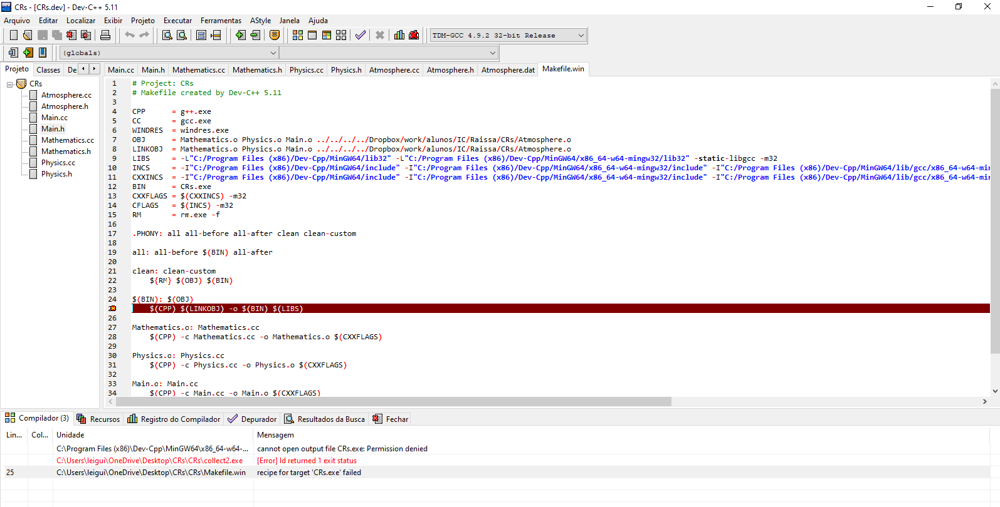 CRs - [CRs.dev] - Dev-C++ 5.11
Arquivo Editar Localizar Exibir Projeto Executar Ferramentas AStyle Janela Ajuda
TDM-GCC 4.9.2 32-bit Release
(globals)
Projeto Classes De
Main.cc Main.h Mathematics.cc Mathematics.h Physics.cc Physics.h Atmosphere.cc Atmosphere.h Atmosphere.dat Makefile.win
CRs
Atmosphere.cc
Atmosphere.h
Main.cc
Main.h
Mathematics.cc
Mathematics.h
Physics.cc
Physics.h
1 # Project: CRs
2 # Makefile created by Dev-C++ 5.11
3
4 CPP = g++.exe
5 CC = gcc.exe
6 WINDRES = windres.exe
7 OBJ = Mathematics.o Physics.o Main.o ../../../../Dropbox/work/alunos/IC/Raissa/CRs/Atmosphere.o
8 LINKOBJ = Mathematics.o Physics.o Main.o ../../../../Dropbox/work/alunos/IC/Raissa/CRs/Atmosphere.o
9 LIBS = -L"C:/Program Files (x86)/Dev-Cpp/MinGW64/lib32" -L"C:/Program Files (x86)/Dev-Cpp/MinGW64/x86_64-w64-mingw32/lib32" -static-libgcc -m32
10 INCS = -I"C:/Program Files (x86)/Dev-Cpp/MinGW64/include" -I"C:/Program Files (x86)/Dev-Cpp/MinGW64/x86_64-w64-mingw32/include" -I"C:/Program Files (x86)/Dev-Cpp/MinGW64/lib/gcc/x86_64-w64-mi
11 CXXINCS = -I"C:/Program Files (x86)/Dev-Cpp/MinGW64/include" -I"C:/Program Files (x86)/Dev-Cpp/MinGW64/x86_64-w64-mingw32/include" -I"C:/Program Files (x86)/Dev-Cpp/MinGW64/lib/gcc/x86_64-w64-mi
12 BIN = CRs.exe
13 CXXFLAGS = $(CXXINCS) -m32
14 CFLAGS = $(INCS) -m32
15 RM = rm.exe -f
16
17 .PHONY: all all-before all-after clean clean-custom
18
19 all: all-before $(BIN) all-after
20
21 clean: clean-custom
22 ${RM} $(OBJ) $(BIN)
23
24 $(BIN): $(OBJ)
$(CPP) $(LINKOBJ) -o $(BIN) $(LIBS)
26
27 Mathematics.o: Mathematics.cc
28 $(CPP) -c Mathematics.cc -o Mathematics.o $(CXXFLAGS)
29
30 Physics.o: Physics.cc
31 $(CPP) -c Physics.cc -o Physics.o $(CXXFLAGS)
32
33 Main.o: Main.cc
34 $(CPP) -c Main.cc -o Main.o $(CXXFLAGS)
Compilador (3) Recursos Registro do Compilador Depurador Resultados da Busca Fechar
Lin... Col... Unidade Mensagem
C:\Program Files (x86)\Dev-Cpp\MinGW64\x86_64-w64-... cannot open output file CRs.exe: Permission denied
C:\Users\leigui\OneDrive\Desktop\CRs\CRs\collect2.exe [Error] ld returned 1 exit status
25 C:\Users\leigui\OneDrive\Desktop\CRs\CRs\Makefile.win recipe for target 'CRs.exe' failed